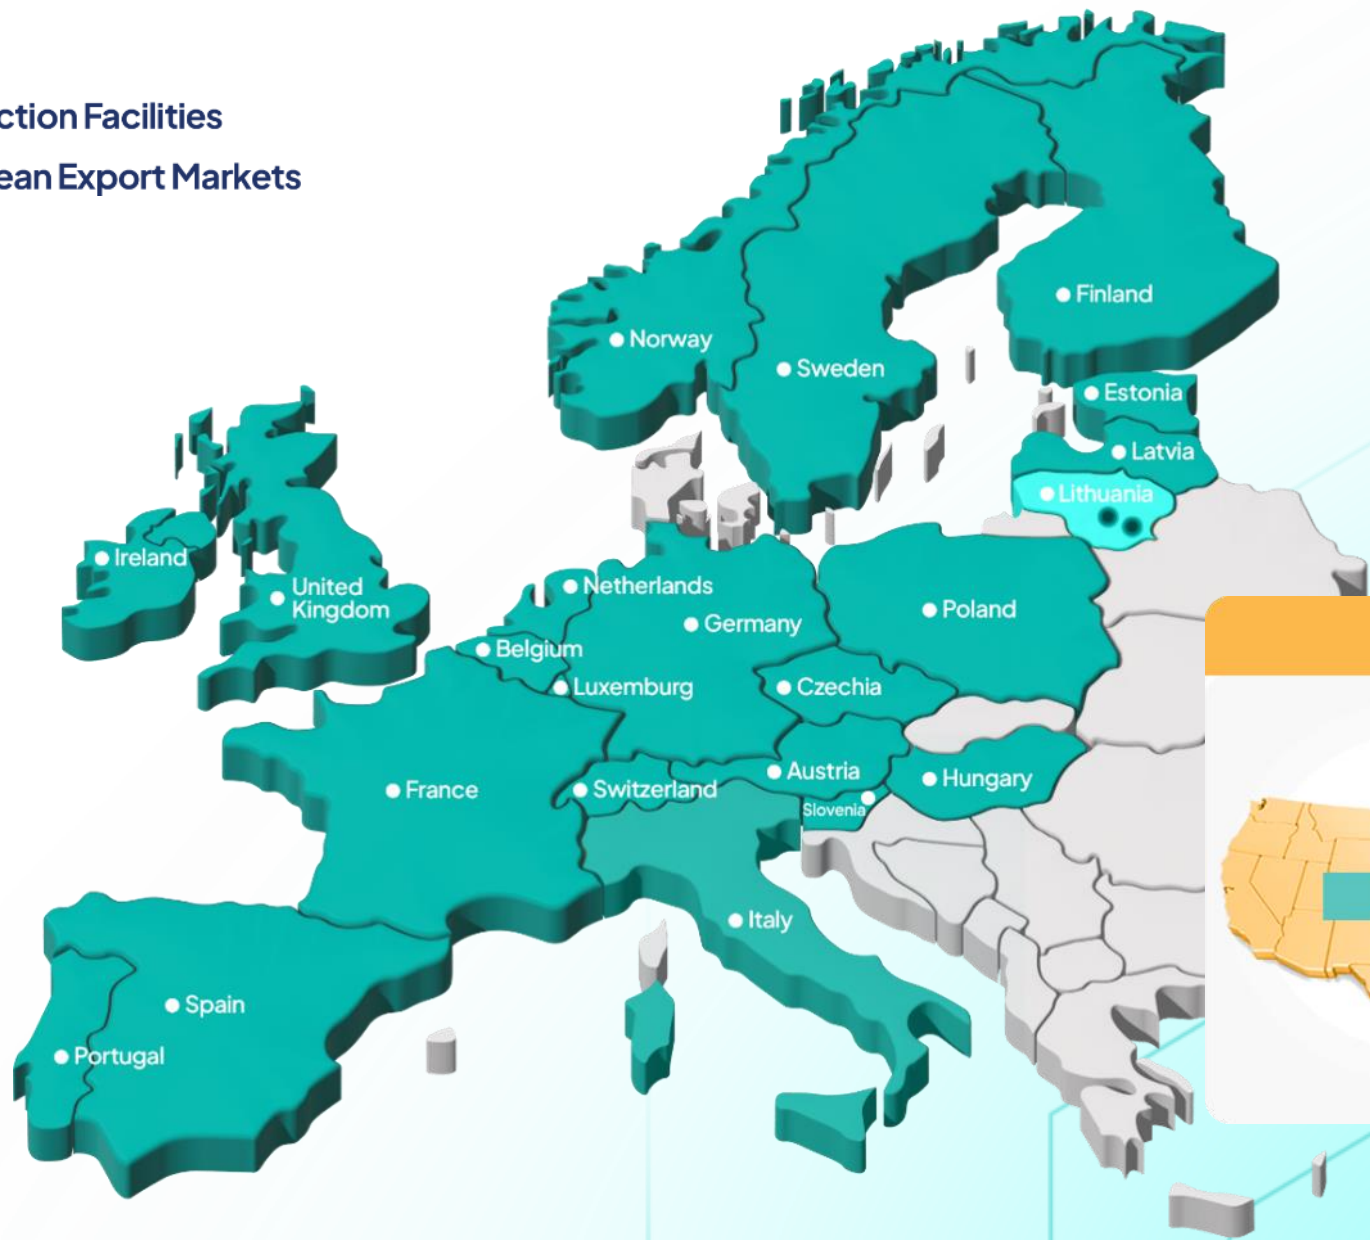 ction Facilities
ean Export Markets
Finland
Norway
Sweden
Estonia
Latvia
Lithuania
Ireland
United
Kingdom
Netherlands
Germany
Poland
Belgium
Luxemburg
Czechia
France
Switzerland
Austria
Hungary
Slovenia
Italy
Spain
Portugal